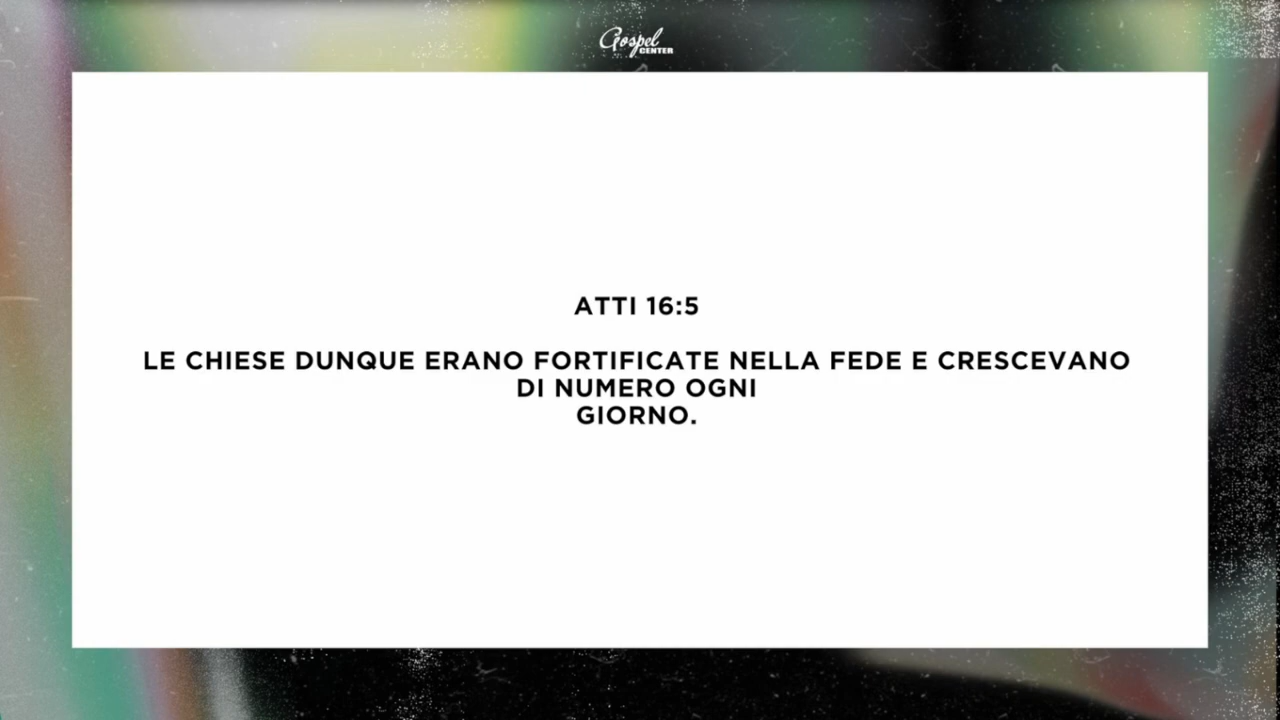 Gospel
CENTER
ATTI 16:5
LE CHIESE DUNQUE ERANO FORTIFICATE NELLA FEDE E CRESCEVANO
DI NUMERO OGNI
GIORNO.